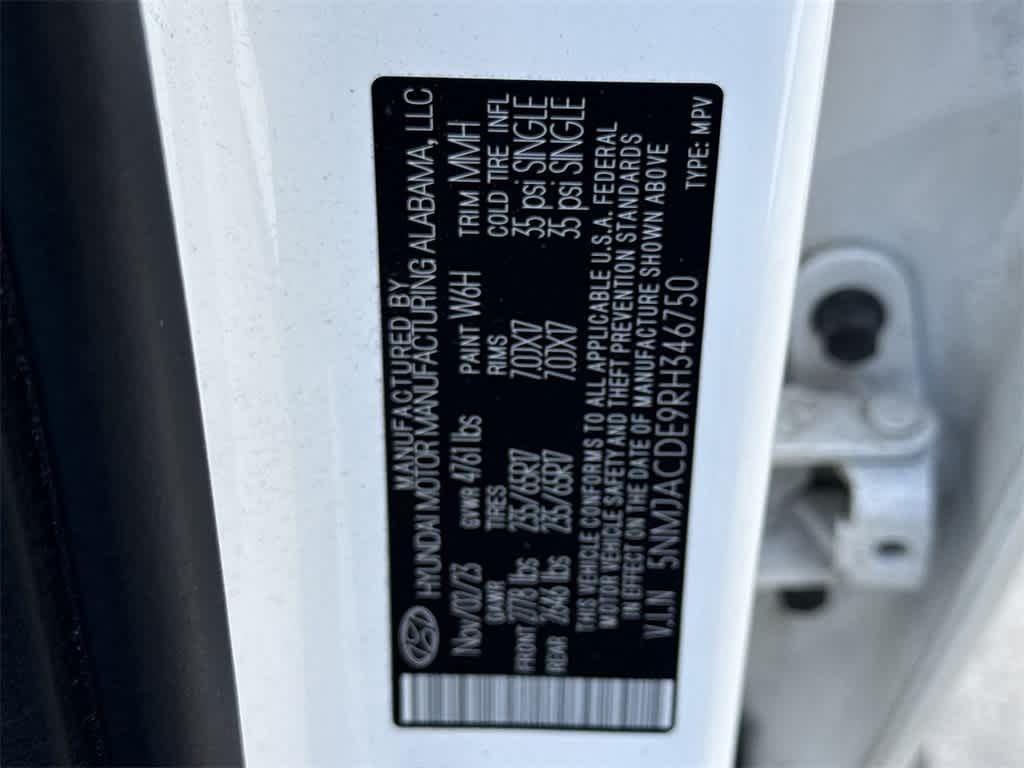 MANUFACTURED BY
HYUNDAI MOTOR MANUFACTURING ALABAMA, LLC
Nov/02/23 GVWR 4761 lbs PAINT W6H TRIM MMH
GAWR TIRES RIMS COLD TIRE INFL
FRONT 2778 lbs 235/65R17 7.0JX17 35 psi SINGLE
REAR 2646 lbs 235/65R17 7.0JX17 35 psi SINGLE
THIS VEHICLE CONFORMS TO ALL APPLICABLE U.S.A. FEDERAL
MOTOR VEHICLE SAFETY AND THEFT PREVENTION STANDARDS
IN EFFECT ON THE DATE OF MANUFACTURE SHOWN ABOVE
V.I.N 5NMJACDE9RH346750 TYPE: MPV